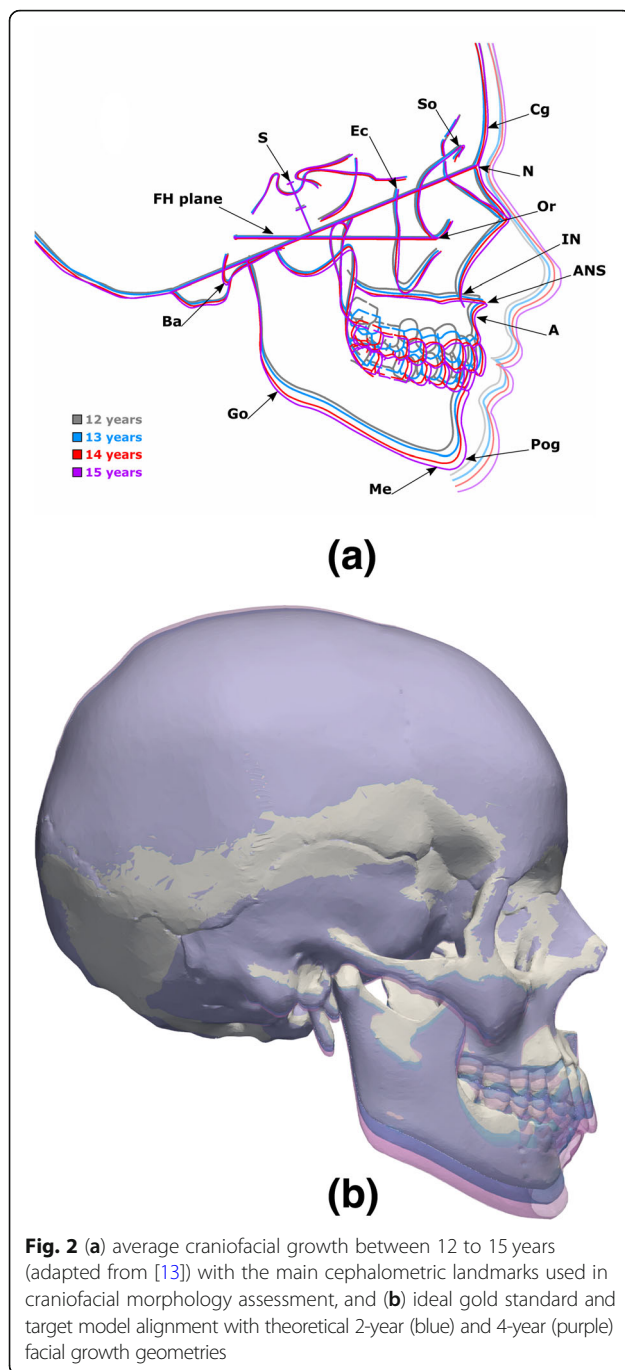 So
Cg
Ec
S
N
FH plane
Or
IN
ANS
A
Ba
Go
Pog
Me
12 years
13 years
14 years
15 years
(a)
(b)
Fig. 2 (a) average craniofacial growth between 12 to 15 years
(adapted from [13]) with the main cephalometric landmarks used in
craniofacial morphology assessment, and (b) ideal gold standard and
target model alignment with theoretical 2-year (blue) and 4-year (purple)
facial growth geometries